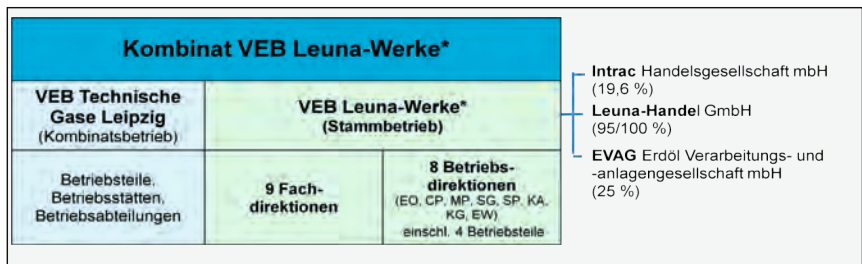 Kombinat VEB Leuna-Werke*
VEB Technische
Gase Leipzig
(Kombinatsbetrieb)
VEB Leuna-Werke*
(Stammbetrieb)
Betriebsteile,
Betriebsstätten,
Betriebsabteilungen
9 Fach-
direktionen
8 Betriebs-
direktionen
(EO, CP, MP, SG, SP, KA,
KG, EW)
einschl. 4 Betriebsteile
Intrac Handelsgesellschaft mbH
(19,6 %)
Leuna-Handel GmbH
(95/100 %)
EVAG Erdöl Verarbeitungs- und
-anlagengesellschaft mbH
(25 %)